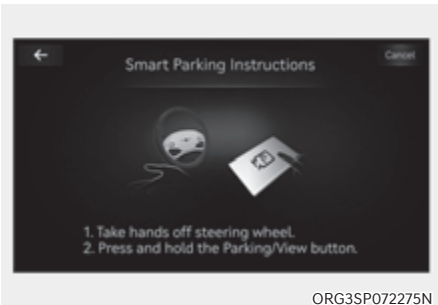 Cancel
Smart Parking Instructions
1. Take hands off steering wheel.
2. Press and hold the Parking/View button.
ORG3SP072275N